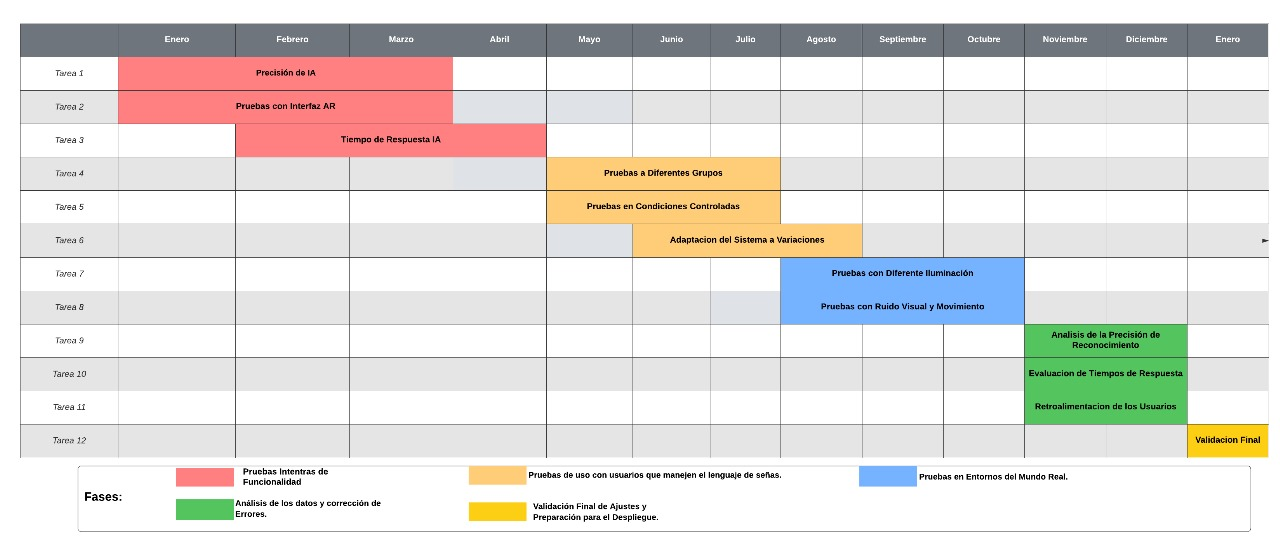 Enero Febrero Marzo Abril Mayo Junio Julio Agosto Septiembre Octubre Noviembre Diciembre Enero
Tarea 1 Precisión de IA
Tarea 2 Pruebas con Interfaz AR
Tarea 3 Tiempo de Respuesta IA
Tarea 4 Pruebas a Diferentes Grupos
Tarea 5 Pruebas en Condiciones Controladas
Tarea 6 Adaptacion del Sistema a Variaciones
Tarea 7 Pruebas con Diferente Iluminación
Tarea 8 Pruebas con Ruido Visual y Movimiento
Tarea 9 Analisis de la Precisión de
Reconocimiento
Tarea 10 Evaluacion de Tiempos de Respuesta
Tarea 11 Retroalimentacion de los Usuarios
Tarea 12 Validacion Final
Fases:
Pruebas Intentras de
Funcionalidad
Pruebas de uso con usuarios que manejen el lenguaje de señas.
Pruebas en Entornos del Mundo Real.
Análisis de los datos y corrección de
Errores.
Validación Final de Ajustes y
Preparación para el Despliegue.